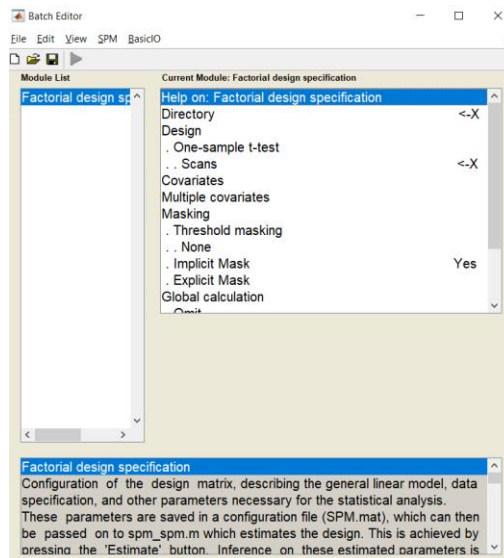 Batch Editor
File Edit View SPM BasicIO
Module List
Current Module: Factorial design specification
Factorial design sp
Help on: Factorial design specification
Directory <-X
Design
. One-sample t-test
. . Scans <-X
Covariates
Multiple covariates
Masking
. Threshold masking
. . None
. Implicit Mask Yes
. Explicit Mask
Global calculation
. Omit
Factorial design specification
Configuration of the design matrix, describing the general linear model, data
specification, and other parameters necessary for the statistical analysis.
These parameters are saved in a configuration file (SPM.mat), which can then
be passed on to spm_spm.m which estimates the design. This is achieved by
pressing the 'Estimate' button. Inference on these estimated parameters is